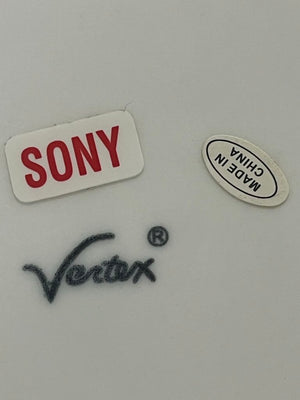 SONY
MADE IN
CHINA
Vertex ®